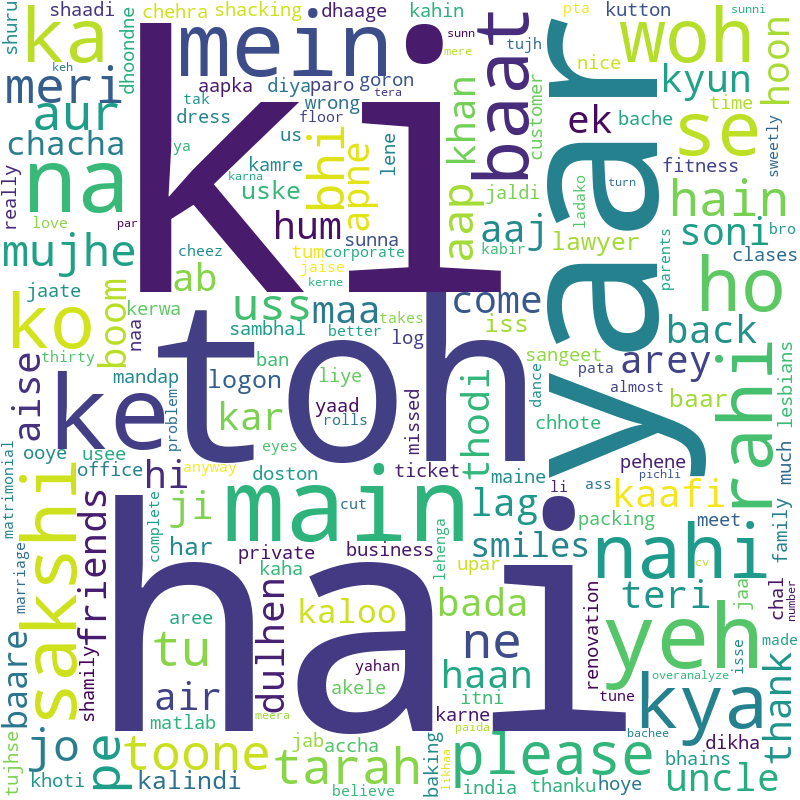 shuru
shaadi
chehra
shacking
dhaage
kahin
kutton
pta
sunni
ka
keh
mein
sunn
mere
tujh
woh
dhoondne
aapka
diya
paro
goron
tera
nice
hoon
meri
tak
wrong
baat
customer
kyun
time
aur
dress
us
floor
lene
khan
ek
bache
se
sweetly
chacha
ya
kamre
bhi
apne
aap
yaar
fitness
na
ki
karna
uske
jaldi
turn
ladako
hain
really
love
par
hum
sunna
aaj
lawyer
parents
soni
bro
mujhe
cheez
tum
corporate
kabir
clases
jaate
boom
ab
jaise
kerne
maa
come
iss
back
ho
ko
naa
kerwa
uss
takes
thirty
sambhal
better
log
sangeet
pata
arey
lesbians
aise
mandap
ban
logon
liye
missed
dance
almost
baar
rahi
ke
toh
problem
kar
yaad
rolls
thodi
chhote
ooye
usee
eyes
pehene
pichli
much
matrimonial
office
hi
anyway
doston
ticket
maine
li
ass
kaafi
meet
family
sakshi
friends
ji
main
cut
lag
packing
complete
har
private
business
lehenga
smiles
nahi
cv
chal
number
marriage
kaha
upar
renovation
teri
jaa
hai
aree
dulhen
kaloo
bada
ne
yeh
made
thank
tu
yahan
haan
overanalyze
isse
baare
shamily
air
akele
itni
tune
kya
matlab
meera
karne
paida
bachee
dikha
jo
pe
toone
jab
accha
baking
likhaa
please
bhains
tujhse
khoti
kalindi
tarah
believe
india
thanku
hoye
uncle